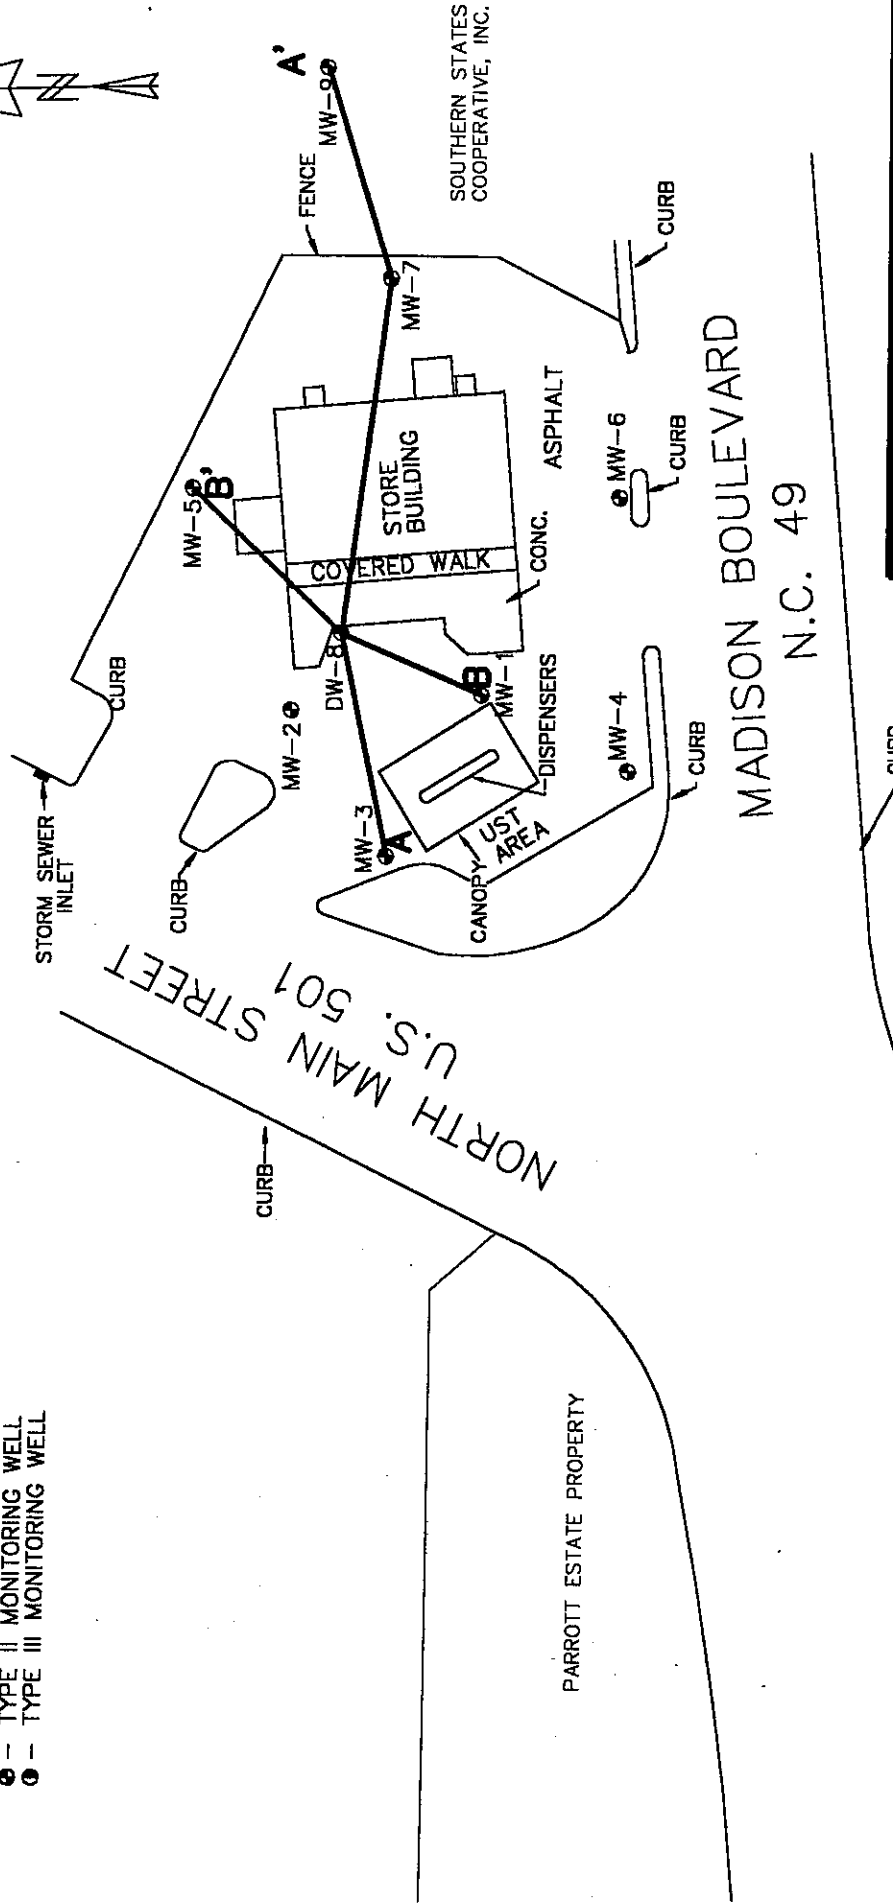 - TYPE II MONITORING WELL
- TYPE III MONITORING WELL
STORM SEWER
INLET
CURB
CURB
CURB
NORTH MAIN STREET
U.S. 501
PARROTT ESTATE PROPERTY
MW-2
MW-3
A
DW-8
MW-5
B'
COVERED WALK
STORE
BUILDING
FENCE
MW-9
A'
MW-7
SOUTHERN STATES
COOPERATIVE, INC.
B
MW-1
CANOPY
UST
AREA
DISPENSERS
CONC.
ASPHALT
MW-4
CURB
MW-6
CURB
CURB
MADISON BOULEVARD
N.C. 49
CURB